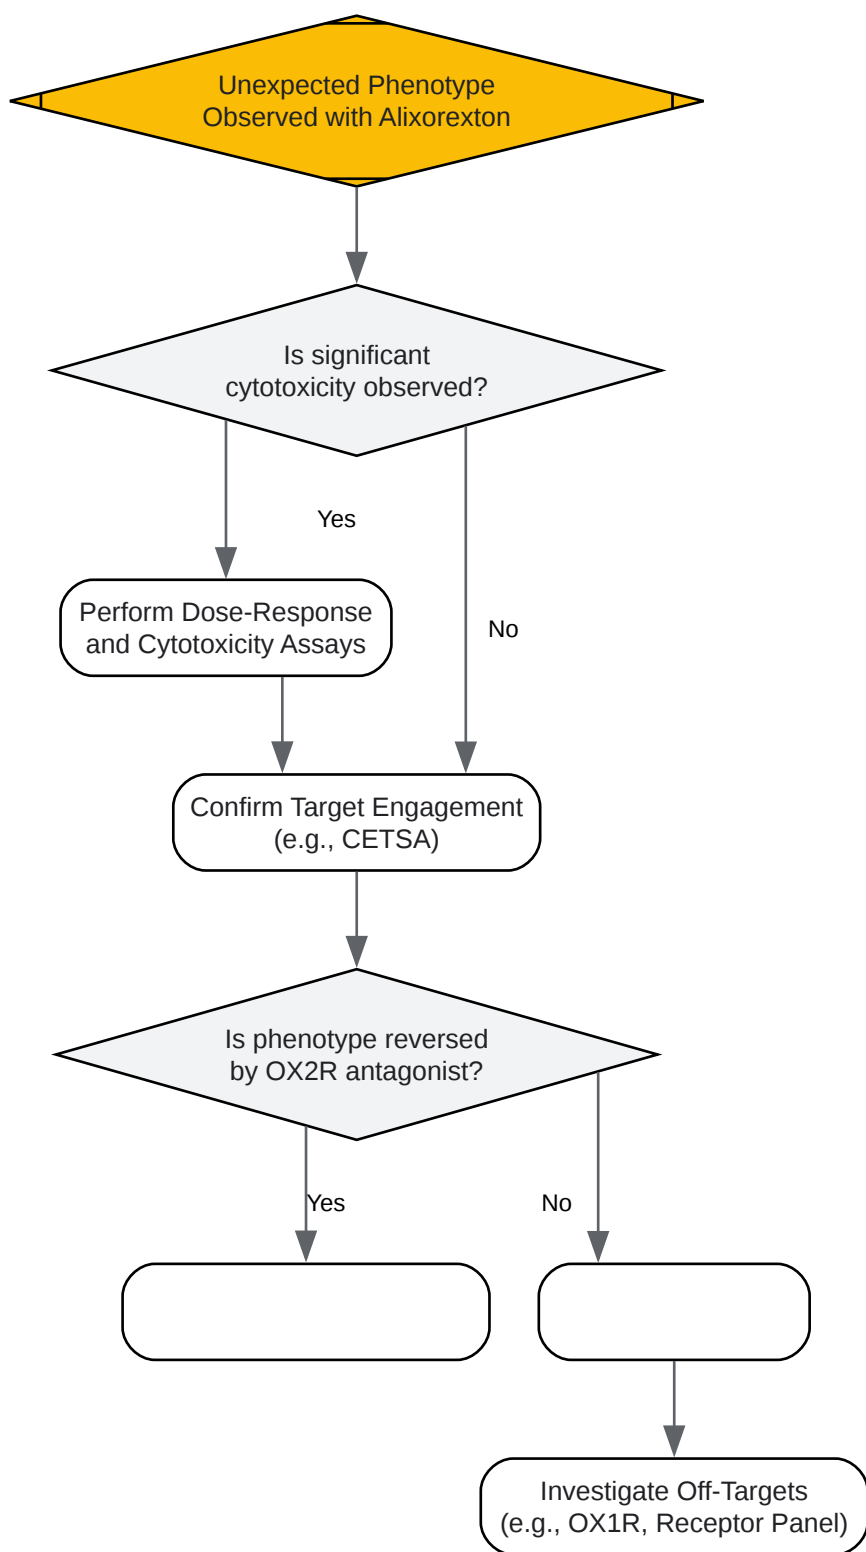 Unexpected Phenotype
Observed with Alixorexton
Is significant
cytotoxicity observed?
Yes
Perform Dose-Response
and Cytotoxicity Assays
No
Confirm Target Engagement
(e.g., CETSA)
Is phenotype reversed
by OX2R antagonist?
Yes
No
Investigate Off-Targets
(e.g., OX1R, Receptor Panel)